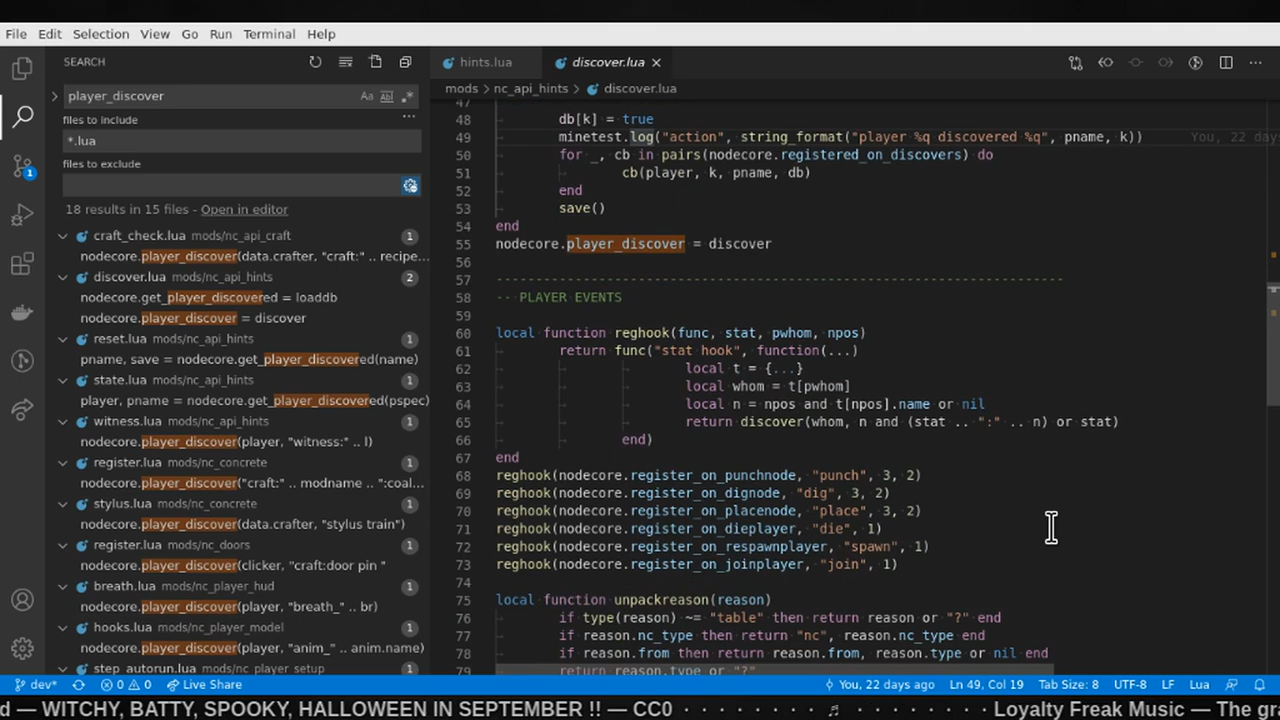 File Edit Selection View Go Run Terminal Help
SEARCH
player_discover
Aa Ab .*
files to include
*.lua
files to exclude
18 results in 15 files - Open in editor
craft_check.lua mods/nc_api_craft 1
nodecore.player_discover(data.crafter, "craft:" .. recipe...
discover.lua mods/nc_api_hints 2
nodecore.get_player_discovered = loaddb
nodecore.player_discover = discover
reset.lua mods/nc_api_hints 1
pname, save = nodecore.get_player_discovered(name)
state.lua mods/nc_api_hints 1
player, pname = nodecore.get_player_discovered(pspec)
witness.lua mods/nc_api_hints 1
nodecore.player_discover(player, "witness:" .. l)
register.lua mods/nc_concrete 1
nodecore.player_discover("craft:" .. modname .. ":coal...
stylus.lua mods/nc_concrete 1
nodecore.player_discover(data.crafter, "stylus train")
register.lua mods/nc_doors 1
nodecore.player_discover(clicker, "craft:door pin "
breath.lua mods/nc_player_hud 1
nodecore.player_discover(player, "breath_" .. br)
hooks.lua mods/nc_player_model 1
nodecore.player_discover(player, "anim_" .. anim.name)
step_autorun.lua mods/nc_player_setup 1
hints.lua discover.lua
mods > nc_api_hints > discover.lua
47
48 db[k] = true
49 minetest.log("action", string_format("player %q discovered %q", pname, k)) You, 22 day
50 for _, cb in pairs(nodecore.registered_on_discovers) do
51 cb(player, k, pname, db)
52 end
53 save()
54 end
55 nodecore.player_discover = discover
56
57 ------------------------------------------------------------------------
58 -- PLAYER EVENTS
59
60 local function reghook(func, stat, pwhom, npos)
61 return func("stat hook", function(...)
62 local t = {...}
63 local whom = t[pwhom]
64 local n = npos and t[npos].name or nil
65 return discover(whom, n and (stat .. ":" .. n) or stat)
66 end)
67 end
68 reghook(nodecore.register_on_punchnode, "punch", 3, 2)
69 reghook(nodecore.register_on_dignode, "dig", 3, 2)
70 reghook(nodecore.register_on_placenode, "place", 3, 2)
71 reghook(nodecore.register_on_dieplayer, "die", 1)
72 reghook(nodecore.register_on_respawnplayer, "spawn", 1)
73 reghook(nodecore.register_on_joinplayer, "join", 1)
74
75 local function unpackreason(reason)
76 if type(reason) ~= "table" then return reason or "?" end
77 if reason.nc_type then return "nc", reason.nc_type end
78 if reason.from then return reason.from, reason.type or nil end
79 return reason.type or "?"
1
dev* 0 0 Live Share You, 22 days ago Ln 49, Col 19 Tab Size: 8 UTF-8 LF Lua
d — WITCHY, BATTY, SPOOKY, HALLOWEEN IN SEPTEMBER !! — CC0 · · · · · · · ♬ · · · · · · · Loyalty Freak Music — The gra